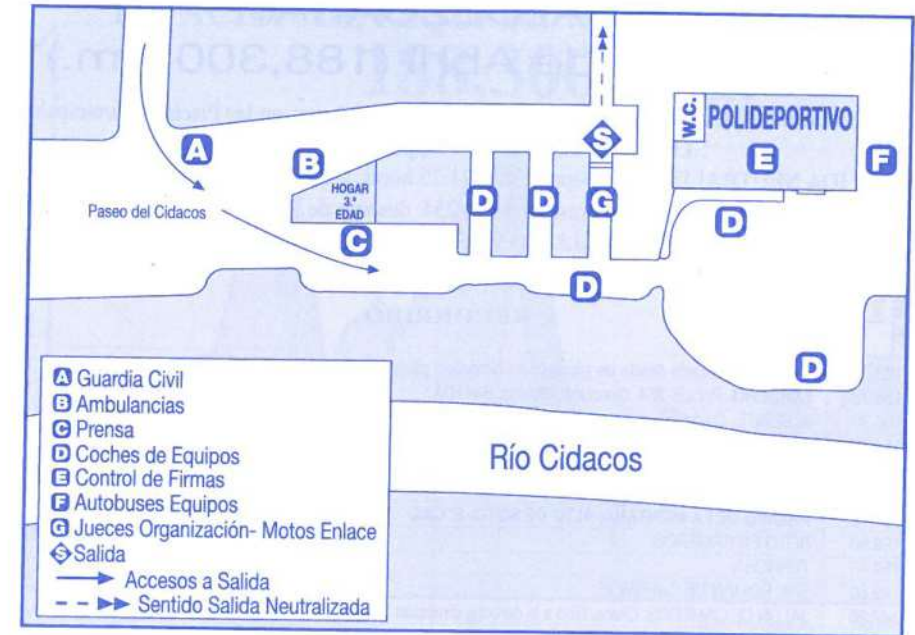 A
B
HOGAR
3.ª
EDAD
C
D
D
G
S
W.C.
POLIDEPORTIVO
E
F
D
Paseo del Cidacos
D
D
A Guardia Civil
B Ambulancias
C Prensa
D Coches de Equipos
E Control de Firmas
F Autobuses Equipos
G Jueces Organización- Motos Enlace
S Salida
Accesos a Salida
Sentido Salida Neutralizada
Río Cidacos